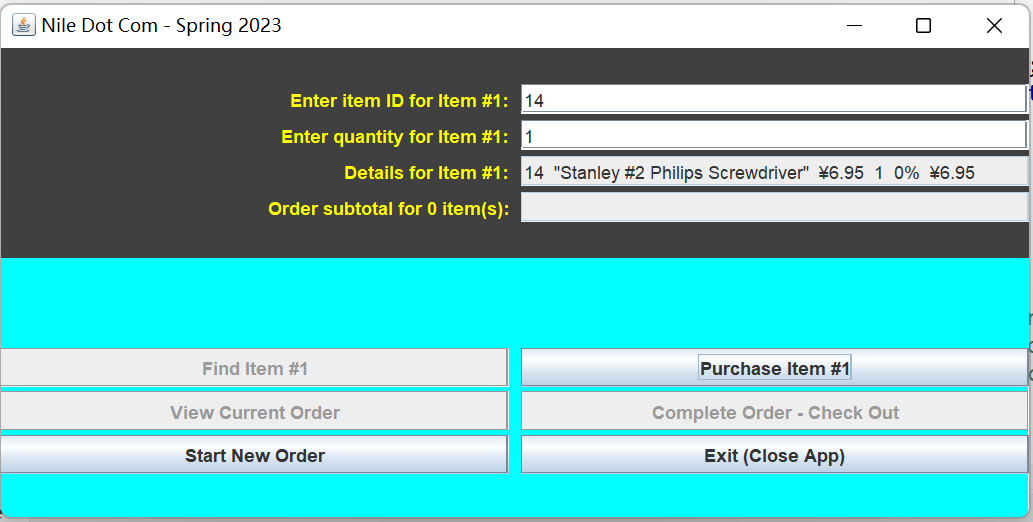 Nile Dot Com - Spring 2023
Enter item ID for Item #1: 14
Enter quantity for Item #1: 1
Details for Item #1: 14 "Stanley #2 Philips Screwdriver" ¥6.95 1 0% ¥6.95
Order subtotal for 0 item(s):
Find Item #1 Purchase Item #1
View Current Order Complete Order - Check Out
Start New Order Exit (Close App)